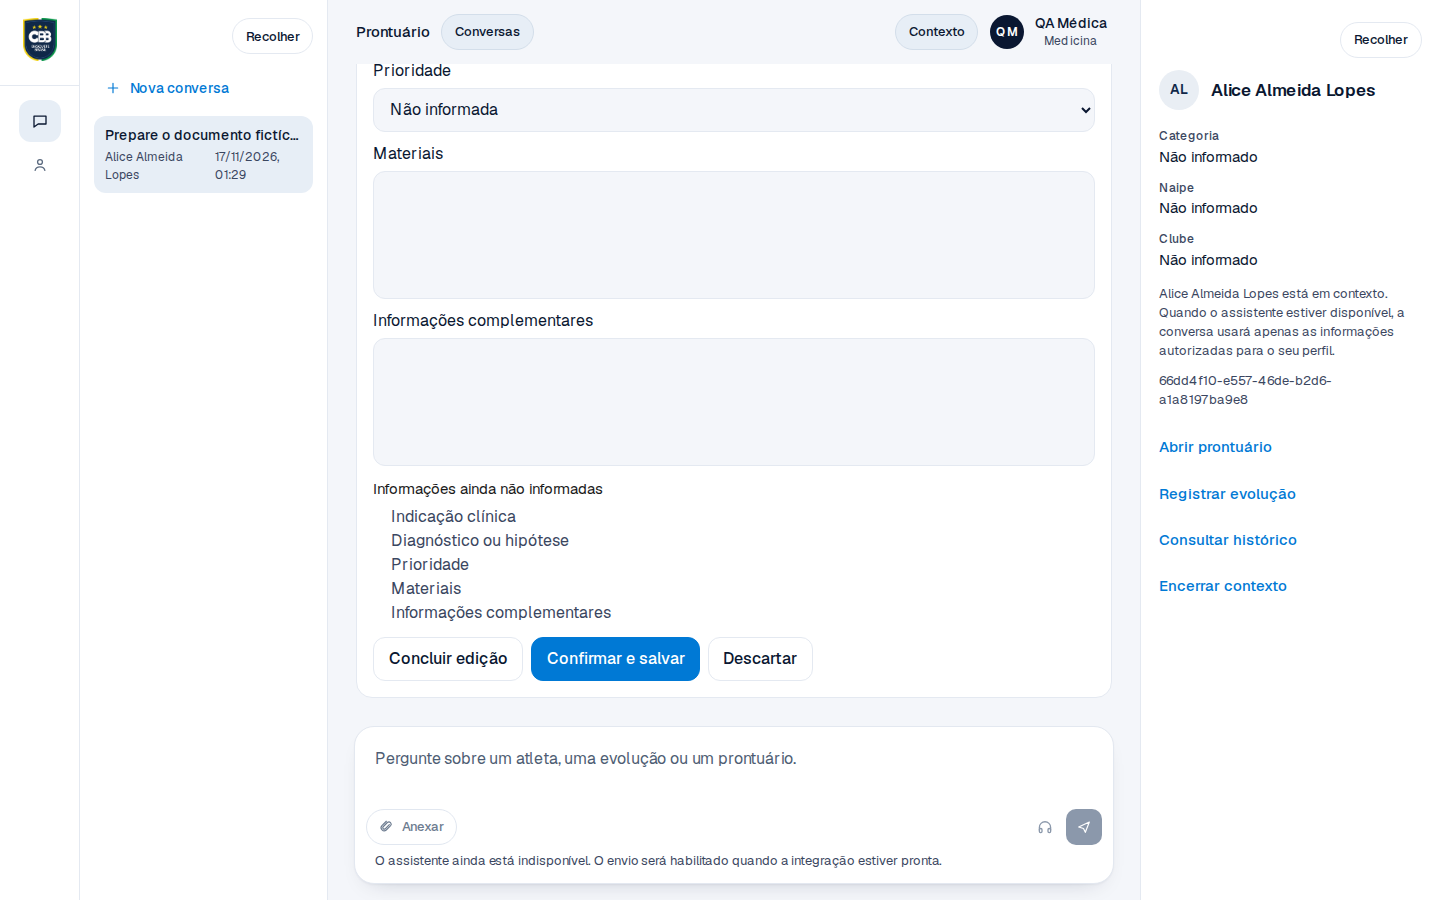 CBB
Recolher
Nova conversa
Prepare o documento fictíc...
Alice Almeida Lopes
17/11/2026, 01:29
Prontuário
Conversas
Contexto
QM
QA Médica
Medicina
Prioridade
Não informada
Materiais
Informações complementares
Informações ainda não informadas
Indicação clínica
Diagnóstico ou hipótese
Prioridade
Materiais
Informações complementares
Concluir edição
Confirmar e salvar
Descartar
Pergunte sobre um atleta, uma evolução ou um prontuário.
Anexar
O assistente ainda está indisponível. O envio será habilitado quando a integração estiver pronta.
Recolher
AL
Alice Almeida Lopes
Categoria
Não informado
Naipe
Não informado
Clube
Não informado
Alice Almeida Lopes está em contexto.
Quando o assistente estiver disponível, a
conversa usará apenas as informações
autorizadas para o seu perfil.
66dd4f10-e557-46de-b2d6-
a1a8197ba9e8
Abrir prontuário
Registrar evolução
Consultar histórico
Encerrar contexto